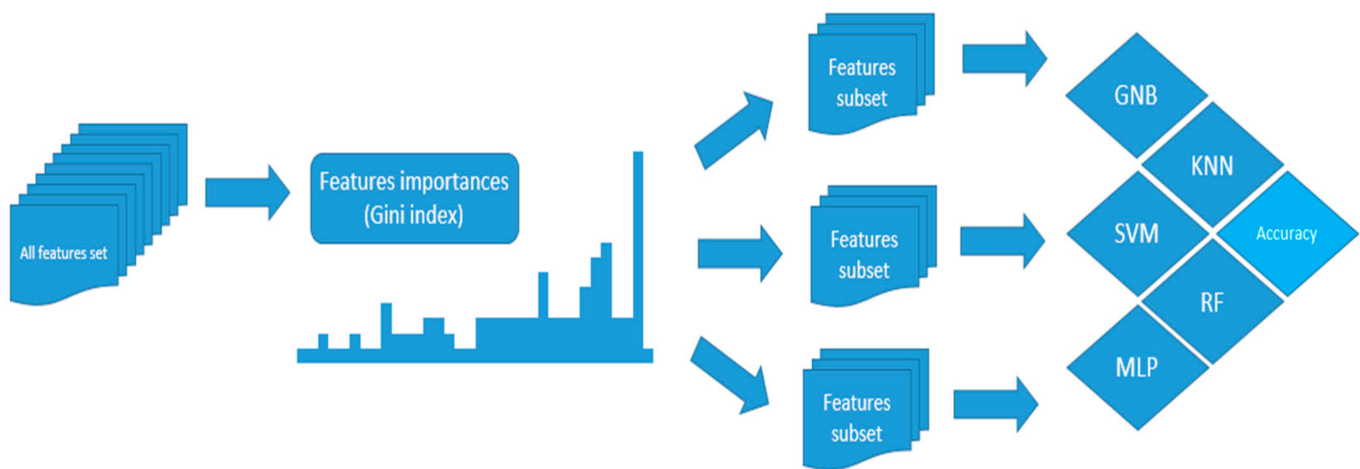 All features set
Features importances
(Gini index)
Features
subset
Features
subset
Features
subset
GNB
KNN
SVM
Accuracy
RF
MLP